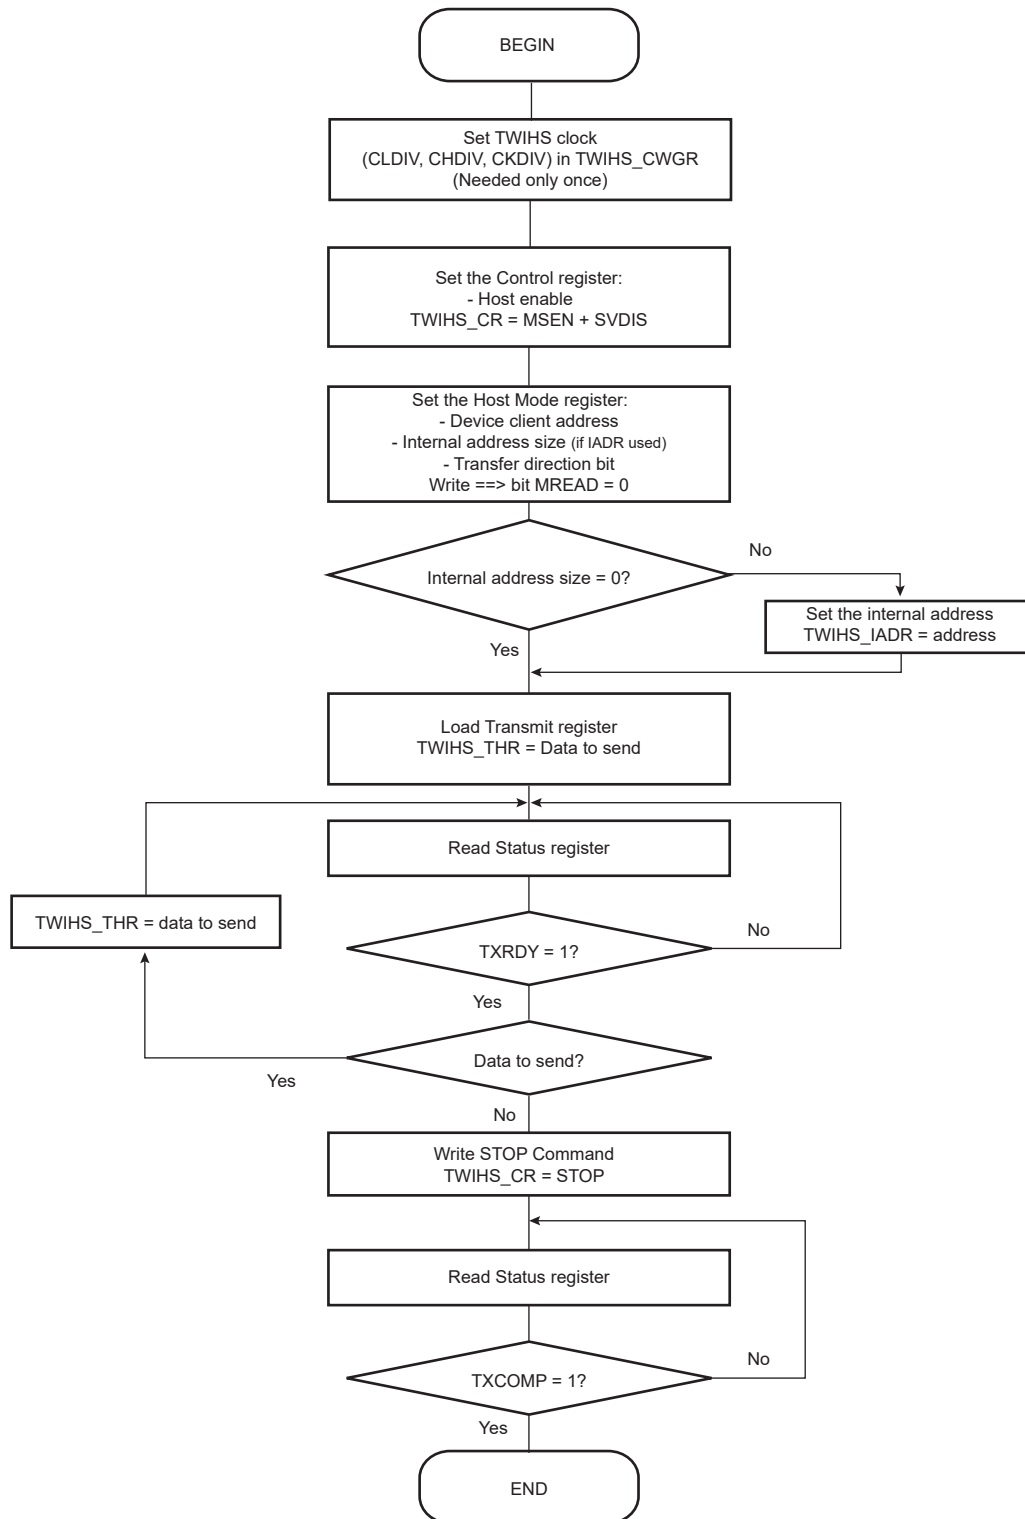 BEGIN
Set TWIHS clock
(CLDIV, CHDIV, CKDIV) in TWIHS_CWGR
(Needed only once)
Set the Control register:
- Host enable
TWIHS_CR = MSEN + SVDIS
Set the Host Mode register:
- Device client address
- Internal address size (if IADR used)
- Transfer direction bit
Write ==> bit MREAD = 0
No
Internal address size = 0?
Set the internal address
TWIHS_IADR = address
Yes
Load Transmit register
TWIHS_THR = Data to send
Read Status register
TWIHS_THR = data to send
No
TXRDY = 1?
Yes
Data to send?
Yes
No
Write STOP Command
TWIHS_CR = STOP
Read Status register
No
TXCOMP = 1?
Yes
END